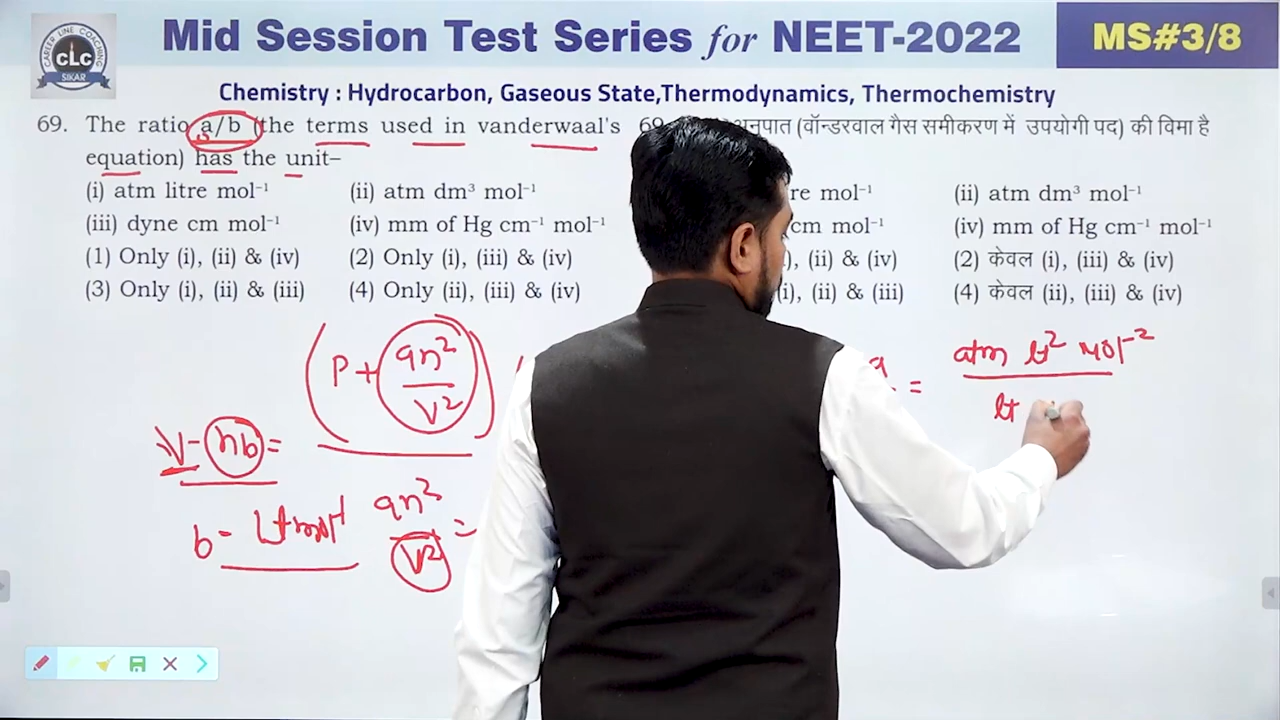 CAREER LINE COACHING
CLC
SIKAR
Mid Session Test Series for NEET-2022
MS#3/8
Chemistry : Hydrocarbon, Gaseous State,Thermodynamics, Thermochemistry
69. The ratio a/b (the terms used in vanderwaal's
equation) has the unit–
(i) atm litre mol⁻¹ (ii) atm dm³ mol⁻¹
(iii) dyne cm mol⁻¹ (iv) mm of Hg cm⁻¹ mol⁻¹
(1) Only (i), (ii) & (iv) (2) Only (i), (iii) & (iv)
(3) Only (i), (ii) & (iii) (4) Only (ii), (iii) & (iv)
अनुपात (वॉन्डरवाल गैस समीकरण में उपयोगी पद) की विमा है
re mol⁻¹ (ii) atm dm³ mol⁻¹
cm mol⁻¹ (iv) mm of Hg cm⁻¹ mol⁻¹
), (ii) & (iv) (2) केवल (i), (iii) & (iv)
(i), (ii) & (iii) (4) केवल (ii), (iii) & (iv)
(P + an²/V²)
V - nb =
b - Lt mol⁻¹
an²/V² =
a = atm lt² mol⁻²
lt